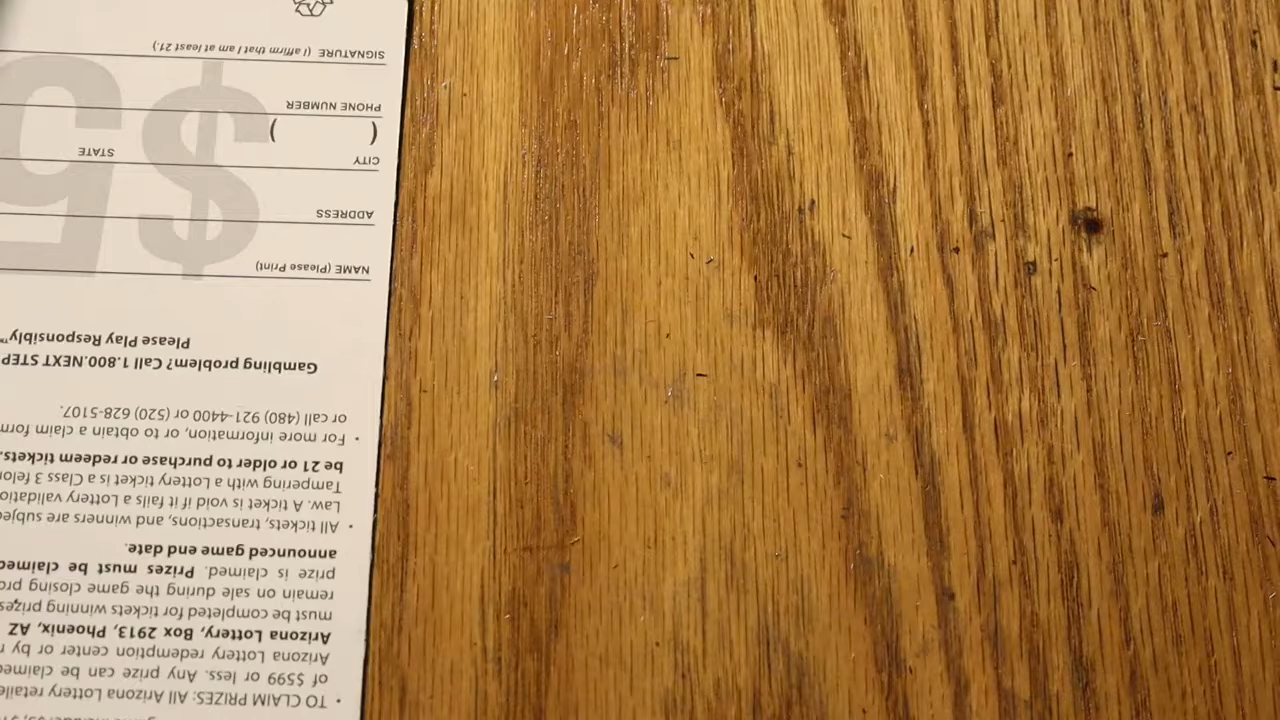 • TO CLAIM PRIZES: All Arizona Lottery retaile
of $599 or less. Any prize can be claimed
Arizona Lottery redemption center or by
Arizona Lottery, Box 2913, Phoenix, AZ
must be completed for tickets winning prizes
remain on sale during the game closing pro
prize is claimed. Prizes must be claimed
announced game end date.
• All tickets, transactions, and winners are subjec
Law. A ticket is void if it fails a Lottery validatio
Tampering with a Lottery ticket is a Class 3 felon
be 21 or older to purchase or redeem tickets.
• For more information, or to obtain a claim form
or call (480) 921-4400 or (520) 628-5107.
Gambling problem? Call 1.800.NEXT STEP
Please Play Responsibly™
NAME (Please Print)
ADDRESS
$5
CITY STATE
( )
PHONE NUMBER
SIGNATURE (I affirm that I am at least 21.)